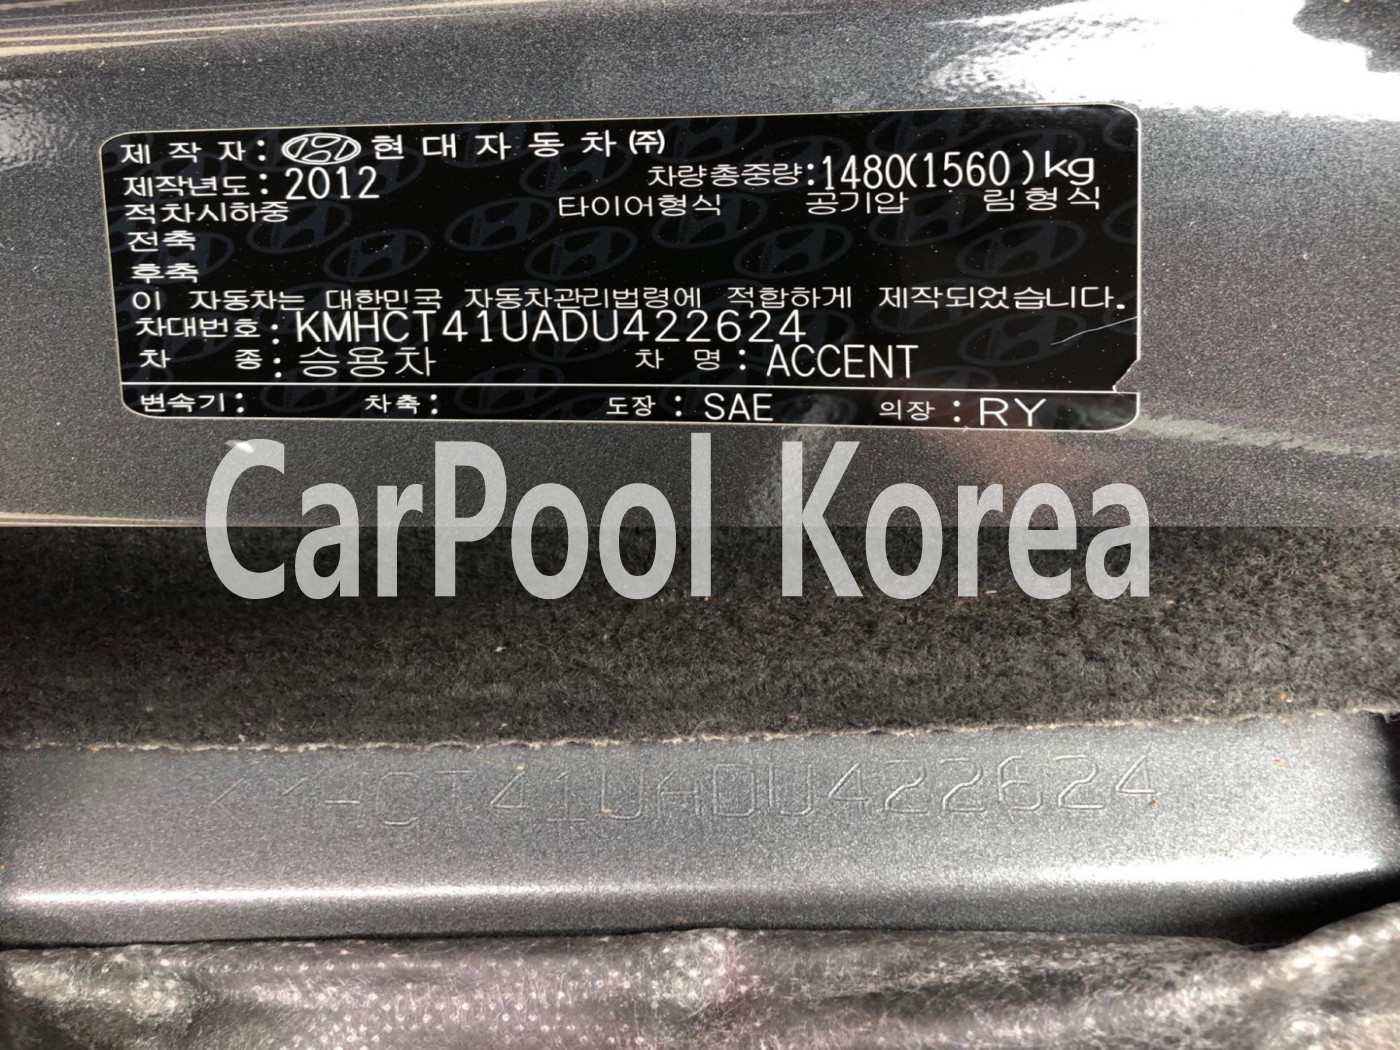 제 작 자 : 현 대 자 동 차 ㈜
제작년도 : 2012 차량총중량 : 1480(1560)kg
적차시하중 타이어형식 공기압 림형식
전축
후축
이 자동차는 대한민국 자동차관리법령에 적합하게 제작되었습니다.
차대번호 : KMHCT41UADU422624
차 종 : 승용차 차 명 : ACCENT
변속기 : 차축 : 도장 : SAE 의장 : RY
CarPool Korea
KMHCT41UADU422624